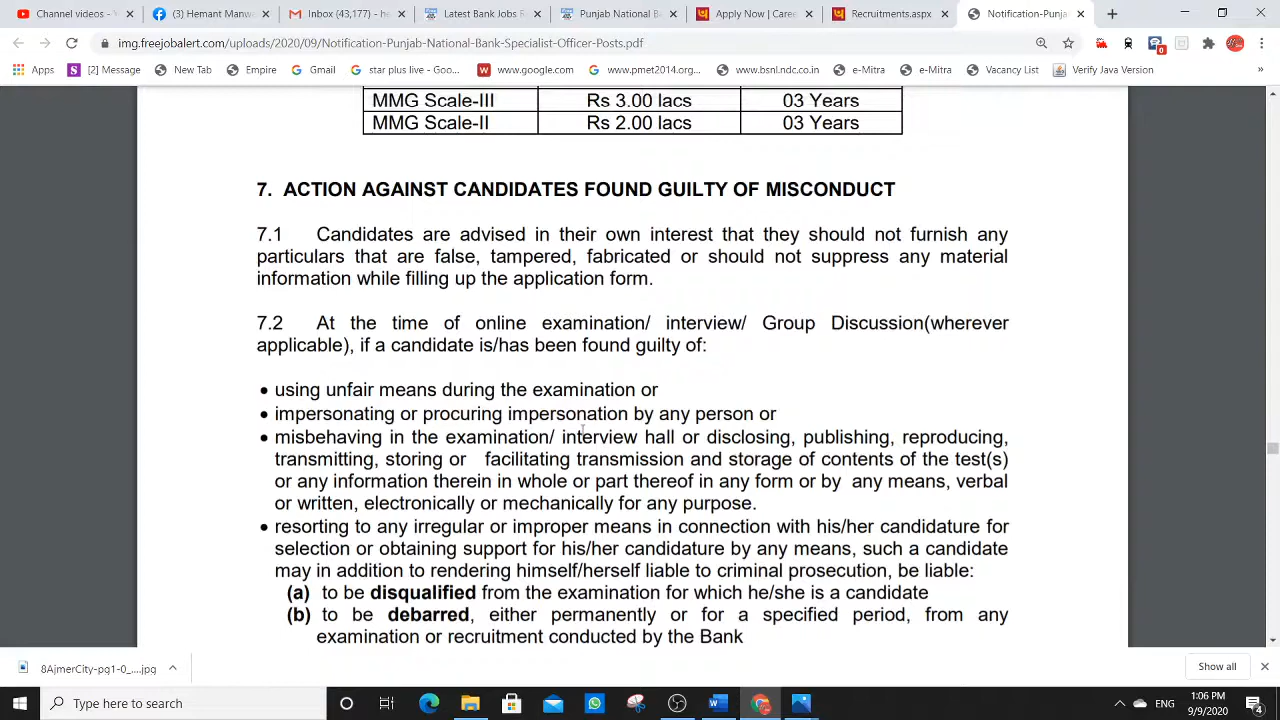 Channel videos - YouTube
(3) Hemant Manw
Inbox (43,177) - he
Latest Bank Jobs
Punjab National Ba
Apply Now | Caree
Recruitments.aspx
Notification-Punja
img.freejobalert.com/uploads/2020/09/Notification-Punjab-National-Bank-Specialist-Officer-Posts.pdf
0
Apps
[2] Message
New Tab
Empire
Gmail
star plus live - Goo...
www.google.com
www.pmet2014.org...
www.bsnl.ndc.co.in
e-Mitra
e-Mitra
Vacancy List
Verify Java Version
»
MMG Scale-III Rs 3.00 lacs 03 Years
MMG Scale-II Rs 2.00 lacs 03 Years
7. ACTION AGAINST CANDIDATES FOUND GUILTY OF MISCONDUCT
7.1 Candidates are advised in their own interest that they should not furnish any
particulars that are false, tampered, fabricated or should not suppress any material
information while filling up the application form.
7.2 At the time of online examination/ interview/ Group Discussion(wherever
applicable), if a candidate is/has been found guilty of:
• using unfair means during the examination or
• impersonating or procuring impersonation by any person or
• misbehaving in the examination/ interview hall or disclosing, publishing, reproducing,
transmitting, storing or facilitating transmission and storage of contents of the test(s)
or any information therein in whole or part thereof in any form or by any means, verbal
or written, electronically or mechanically for any purpose.
• resorting to any irregular or improper means in connection with his/her candidature for
selection or obtaining support for his/her candidature by any means, such a candidate
may in addition to rendering himself/herself liable to criminal prosecution, be liable:
(a) to be disqualified from the examination for which he/she is a candidate
(b) to be debarred, either permanently or for a specified period, from any
examination or recruitment conducted by the Bank
8AjmerCity-pg1-0_....jpg
Show all
Type here to search
ENG
1:06 PM
9/9/2020
4